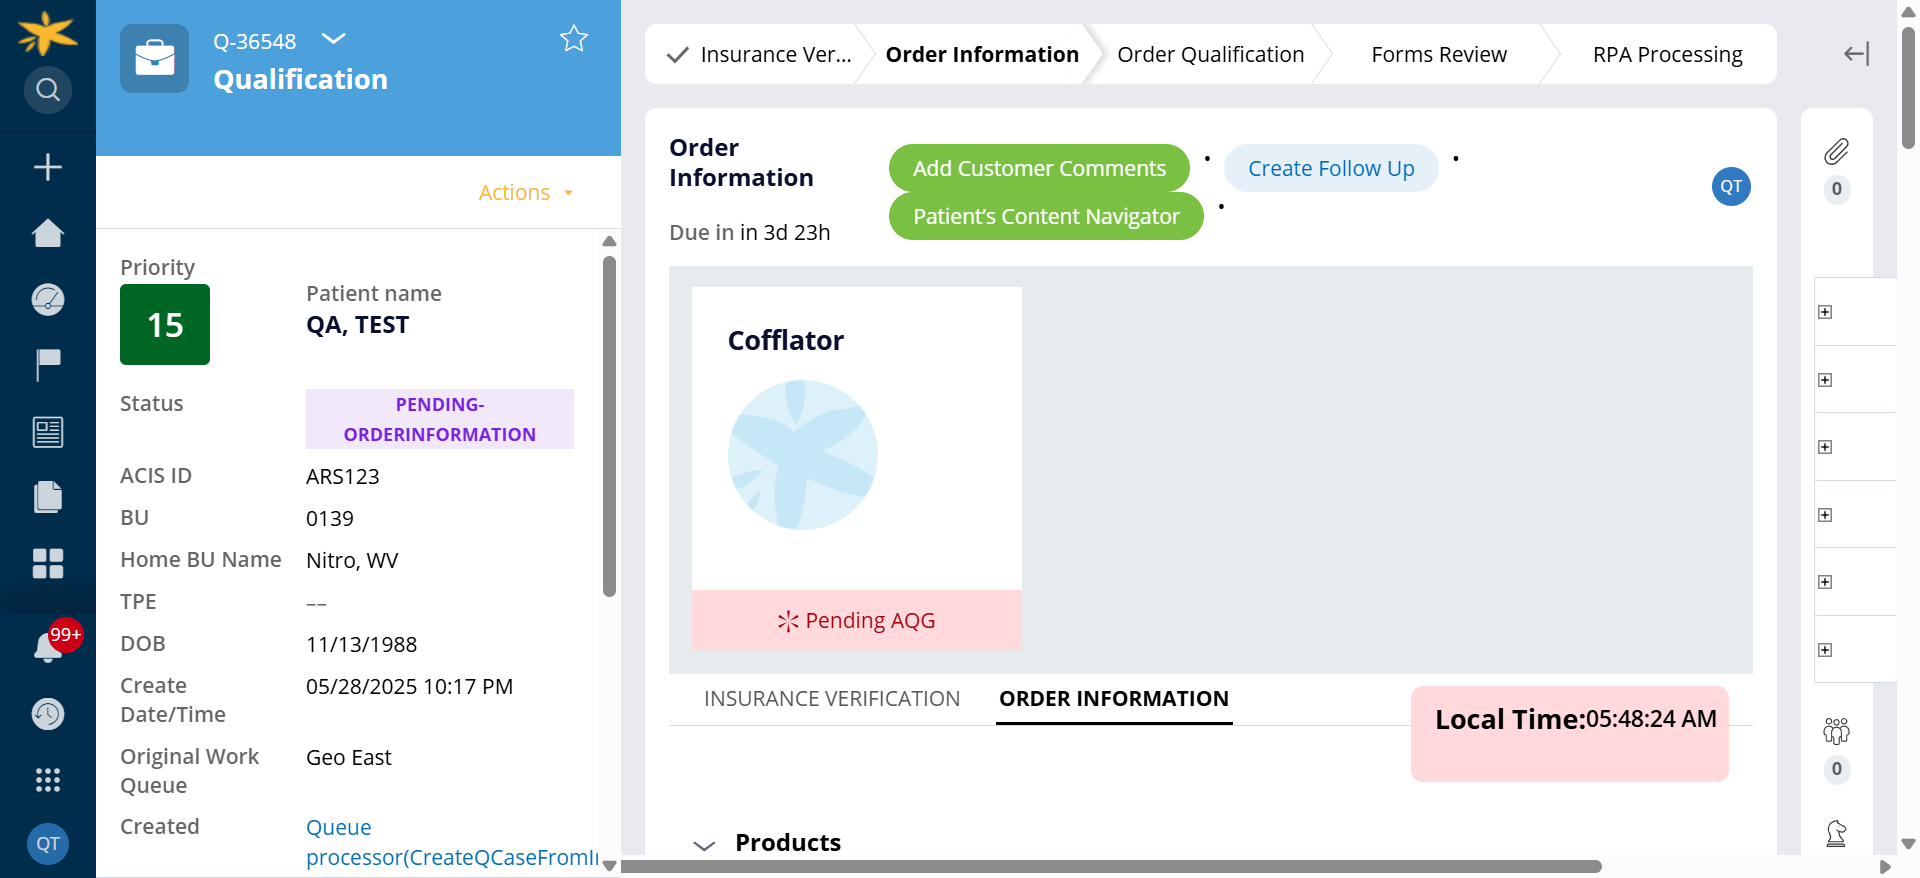 Q-36548
Qualification
Actions
Priority
15
Patient name
QA, TEST
Status
PENDING-
ORDERINFORMATION
ACIS ID
ARS123
BU
0139
Home BU Name
Nitro, WV
TPE
––
DOB
11/13/1988
Create
Date/Time
05/28/2025 10:17 PM
Original Work
Queue
Geo East
Created
Queue
processor(CreateQCaseFromIn
99+
QT
Insurance Ver...
Order Information
Order Qualification
Forms Review
RPA Processing
Order
Information
Due in in 3d 23h
Add Customer Comments
Create Follow Up
Patient's Content Navigator
QT
Cofflator
Pending AQG
INSURANCE VERIFICATION
ORDER INFORMATION
Local Time:05:48:24 AM
Products
0
0